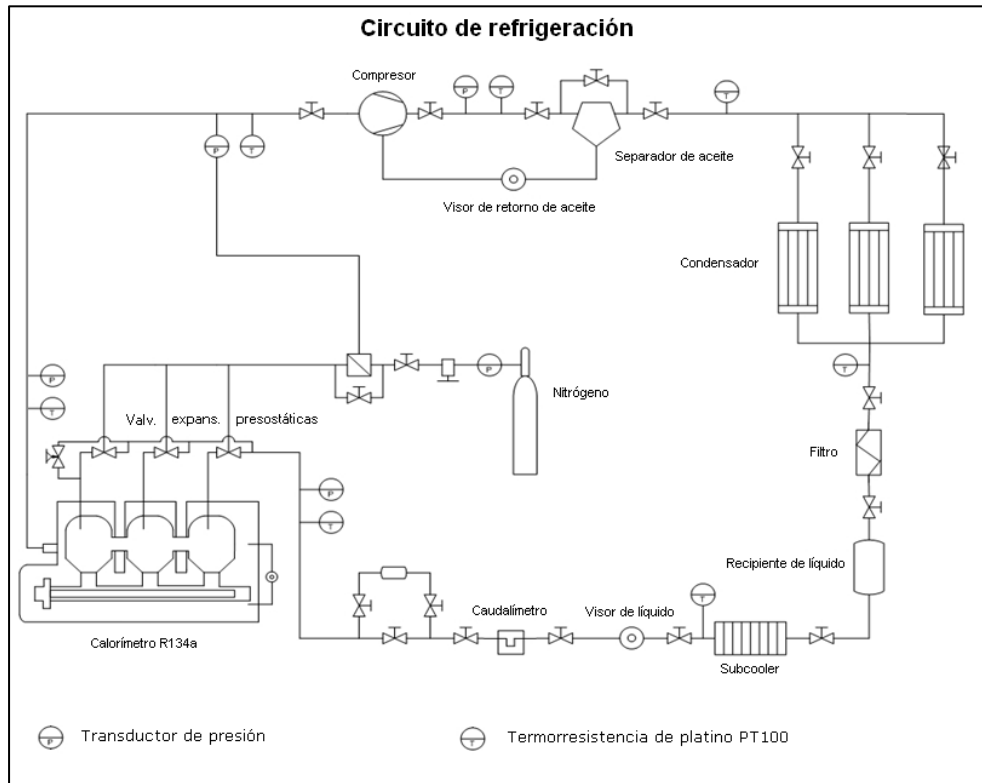 Circuito de refrigeración
Compresor
P
T
T
P
T
Separador de aceite
Visor de retorno de aceite
Condensador
P
T
P
Nitrógeno
T
Valv. expans. presostáticas
Filtro
P
T
Recipiente de líquido
Caudalímetro
Visor de líquido
T
Calorímetro R134a
Subcooler
P Transductor de presión
T Termorresistencia de platino PT100